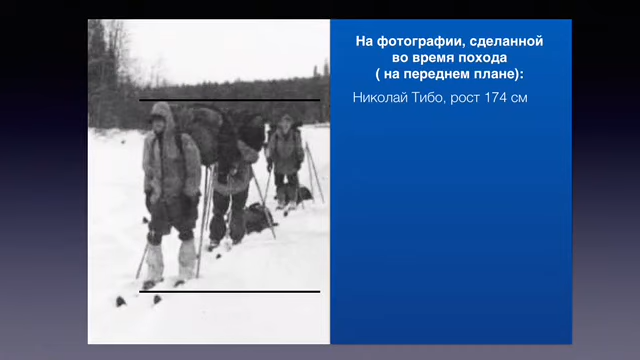 На фотографии, сделанной
во время похода
( на переднем плане):
Николай Тибо, рост 174 см